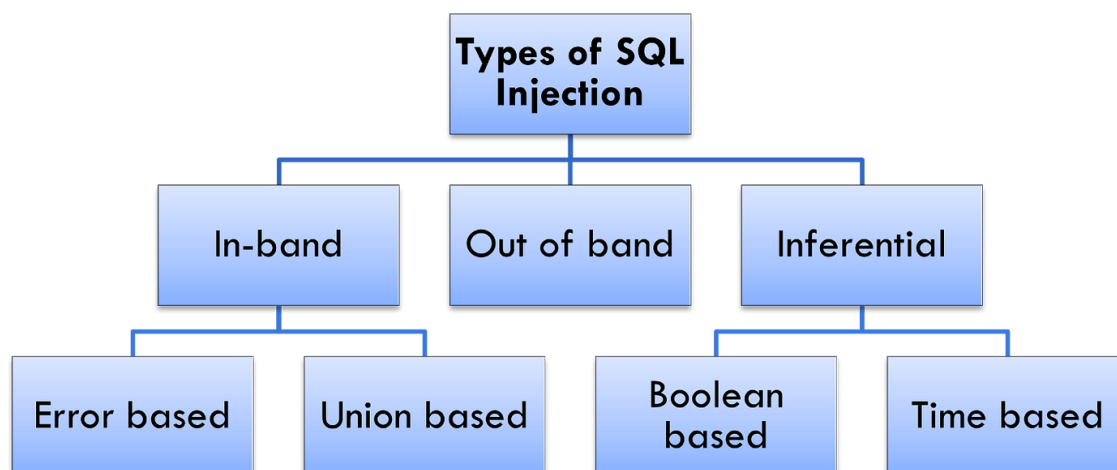 Types of SQL
Injection
In-band
Out of band
Inferential
Error based
Union based
Boolean
based
Time based